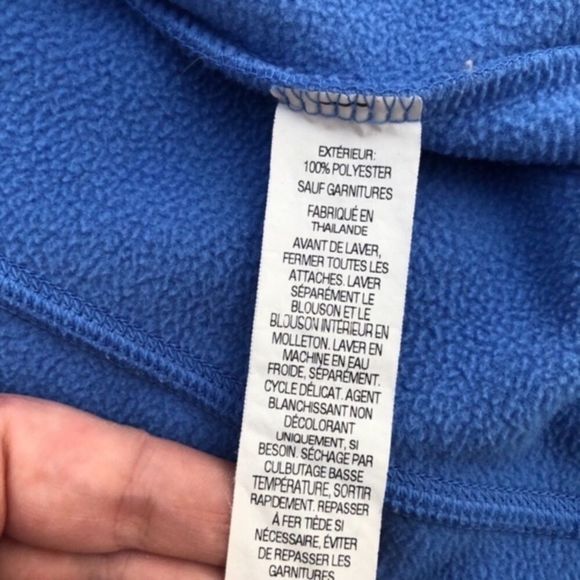 EXTÉRIEUR:
100% POLYESTER
SAUF GARNITURES
FABRIQUÉ EN
THAILANDE
AVANT DE LAVER,
FERMER TOUTES LES
ATTACHES. LAVER
SÉPARÉMENT LE
BLOUSON ET LE
BLOUSON INTERIEUR EN
MOLLETON. LAVER EN
MACHINE EN EAU
FROIDE, SÉPARÉMENT.
CYCLE DÉLICAT. AGENT
BLANCHISSANT NON
DÉCOLORANT
UNIQUEMENT, SI
BESOIN. SÉCHAGE PAR
CULBUTAGE BASSE
TEMPÉRATURE, SORTIR
RAPIDEMENT. REPASSER
À FER TIÈDE SI
NÉCESSAIRE, ÉVITER
DE REPASSER LES
GARNITURES